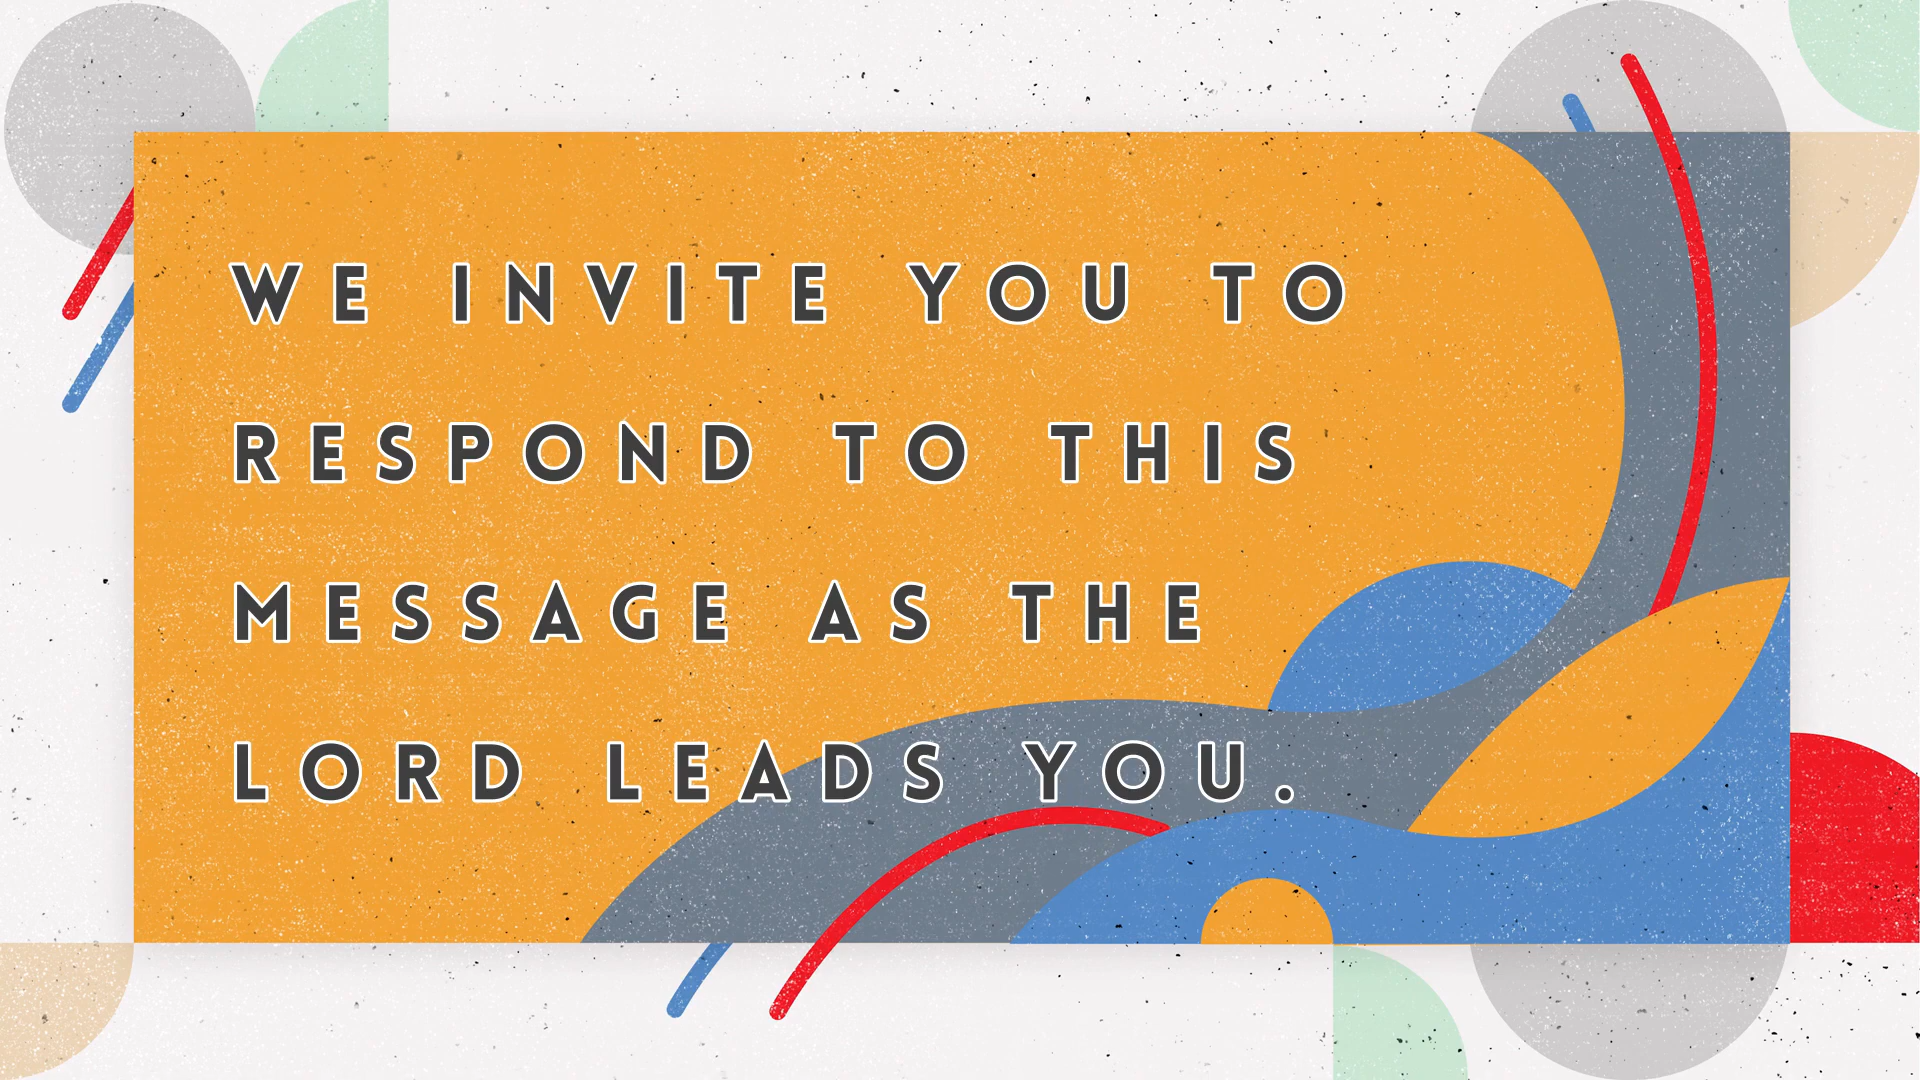 WE INVITE YOU TO
RESPOND TO THIS
MESSAGE AS THE
LORD LEADS YOU.